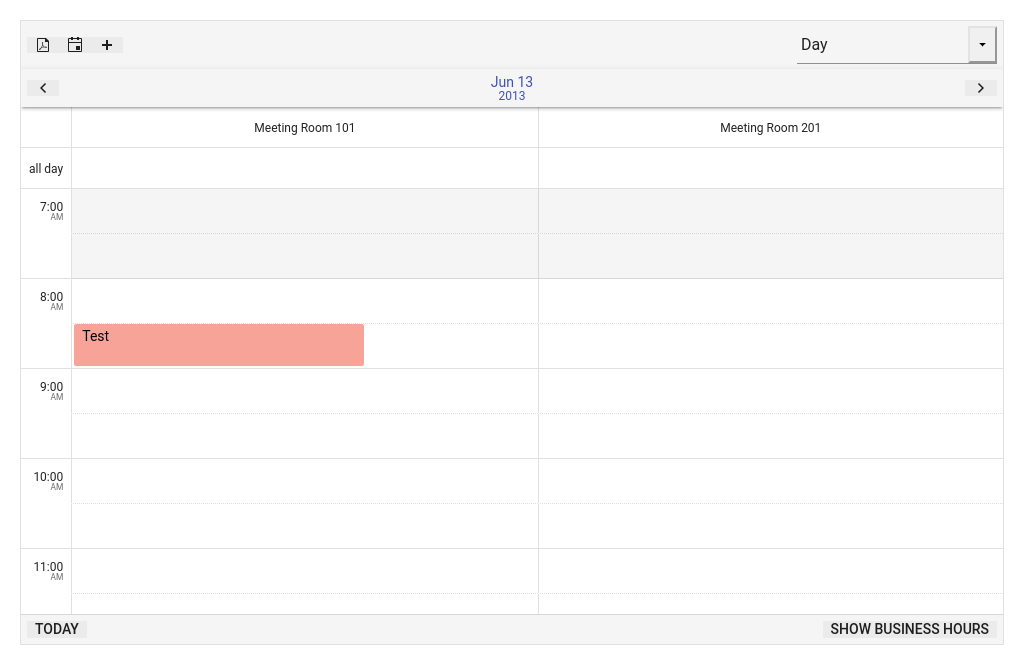 Day
Jun 13
2013
Meeting Room 101
Meeting Room 201
all day
7:00
AM
8:00
AM
Test
9:00
AM
10:00
AM
11:00
AM
TODAY
SHOW BUSINESS HOURS